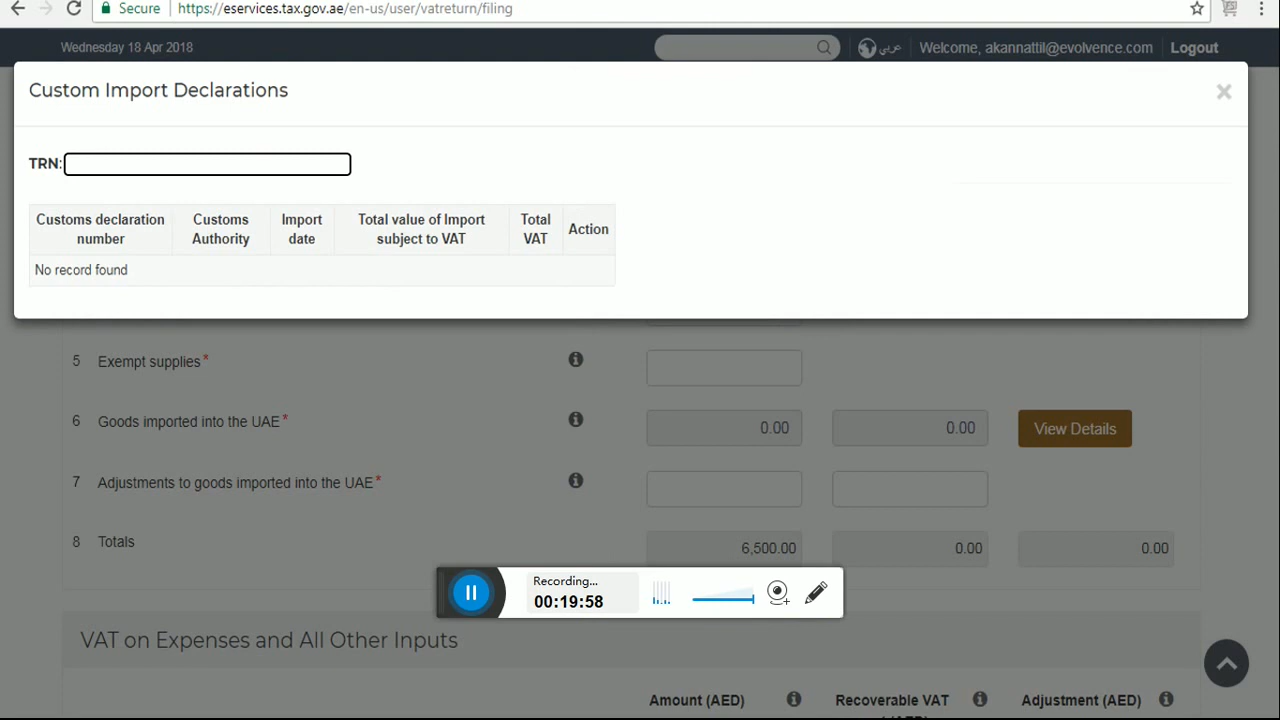 Secure https://eservices.tax.gov.ae/en-us/user/vatreturn/filing
Wednesday 18 Apr 2018
عربي
Welcome, akannattil@evolvence.com
Logout
Custom Import Declarations
×
TRN:
Customs declaration number
Customs Authority
Import date
Total value of Import subject to VAT
Total VAT
Action
No record found
5 Exempt supplies*
6 Goods imported into the UAE* 0.00 0.00 View Details
7 Adjustments to goods imported into the UAE*
8 Totals 6,500.00 0.00 0.00
Recording...
00:19:58
VAT on Expenses and All Other Inputs
Amount (AED) Recoverable VAT Adjustment (AED)